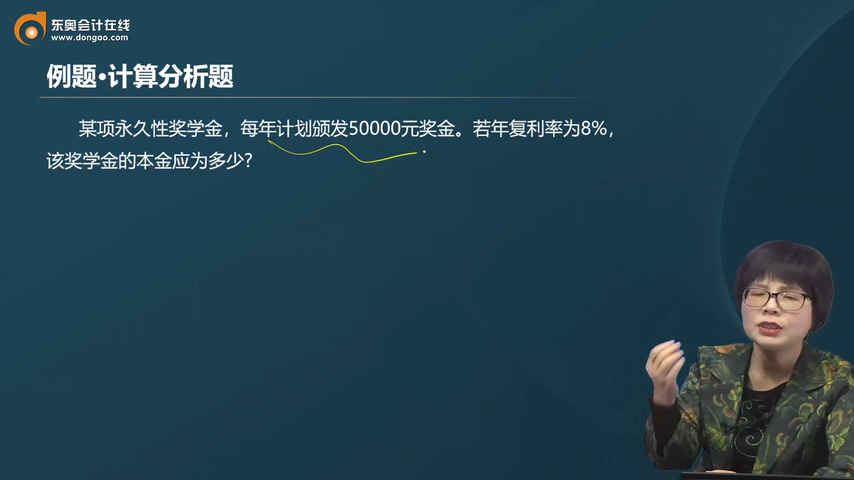 东奥会计在线
www.dongao.com
例题•计算分析题
某项永久性奖学金，每年计划颁发50000元奖金。若年复利率为8%，
该奖学金的本金应为多少?